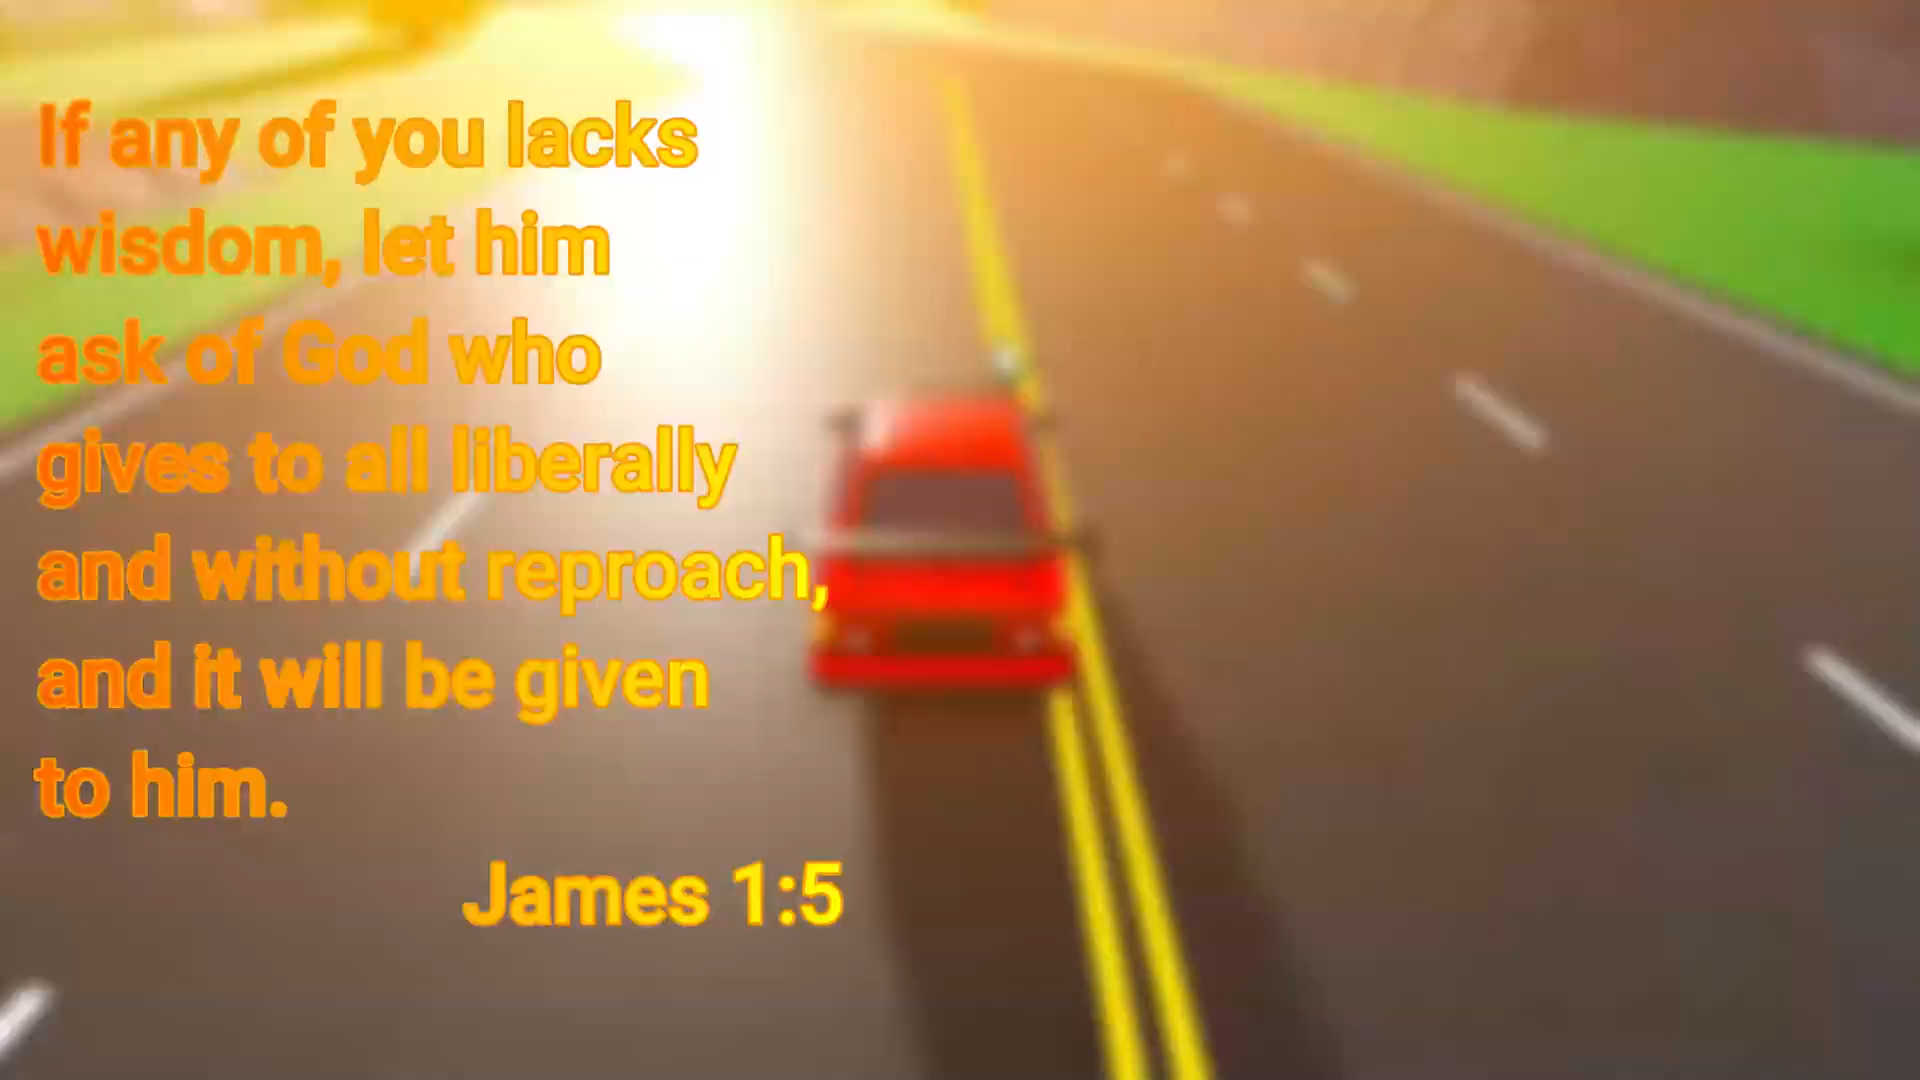 If any of you lacks
wisdom, let him
ask of God who
gives to all liberally
and without reproach,
and it will be given
to him.
James 1:5